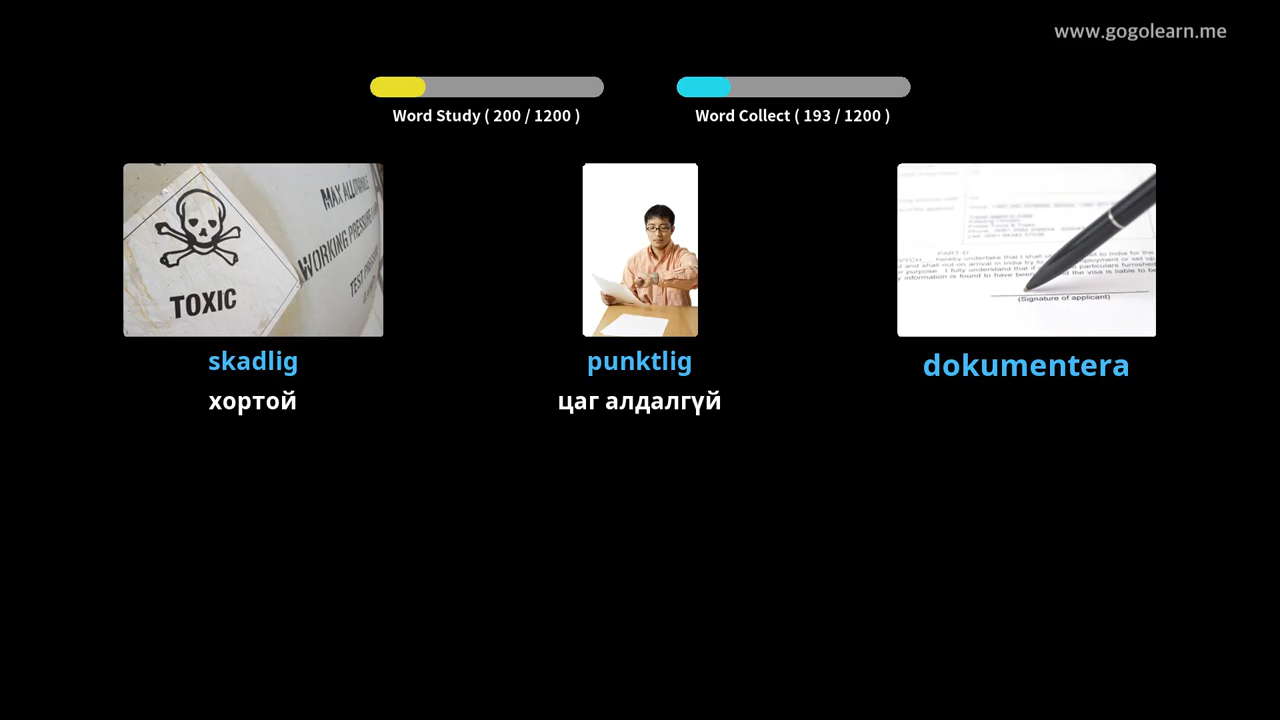 www.gogolearn.me
Word Study ( 200 / 1200 )
Word Collect ( 193 / 1200 )
TOXIC
MAX ALLOWABLE
WORKING PRESSURE
(Signature of applicant)
skadlig
punktlig
dokumentera
хортой
цаг алдалгүй